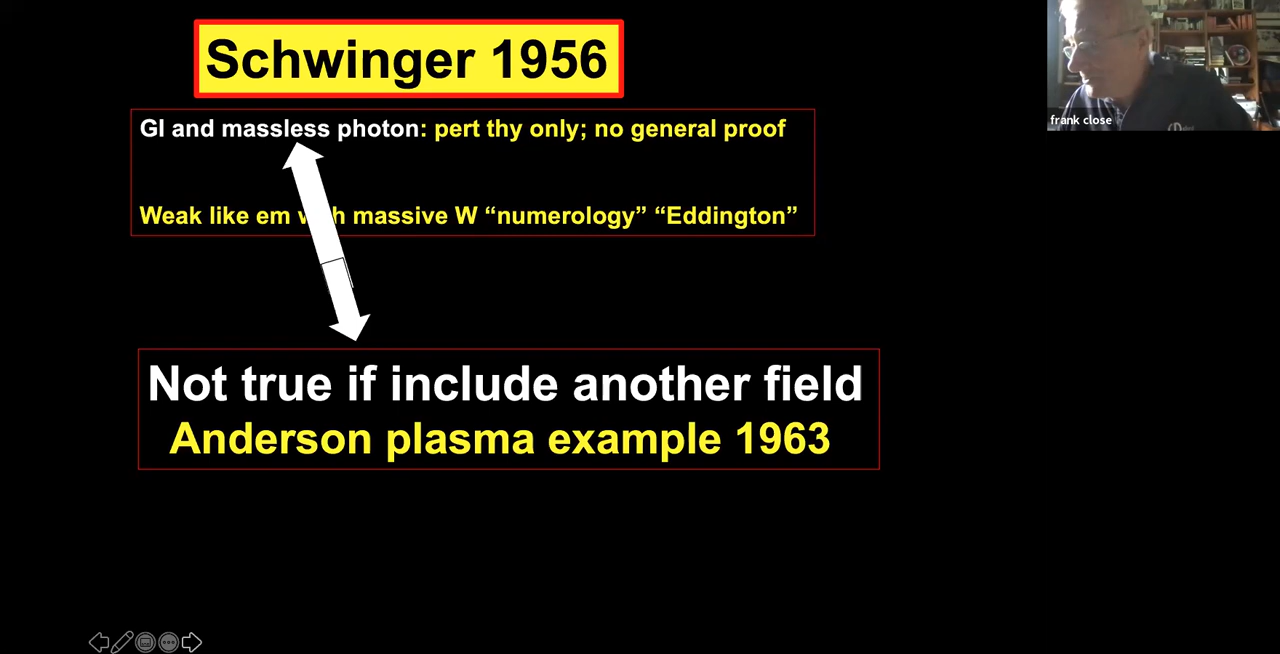 Schwinger 1956
frank close
GI and massless photon: pert thy only; no general proof
Weak like em with massive W “numerology” “Eddington”
Not true if include another field
Anderson plasma example 1963